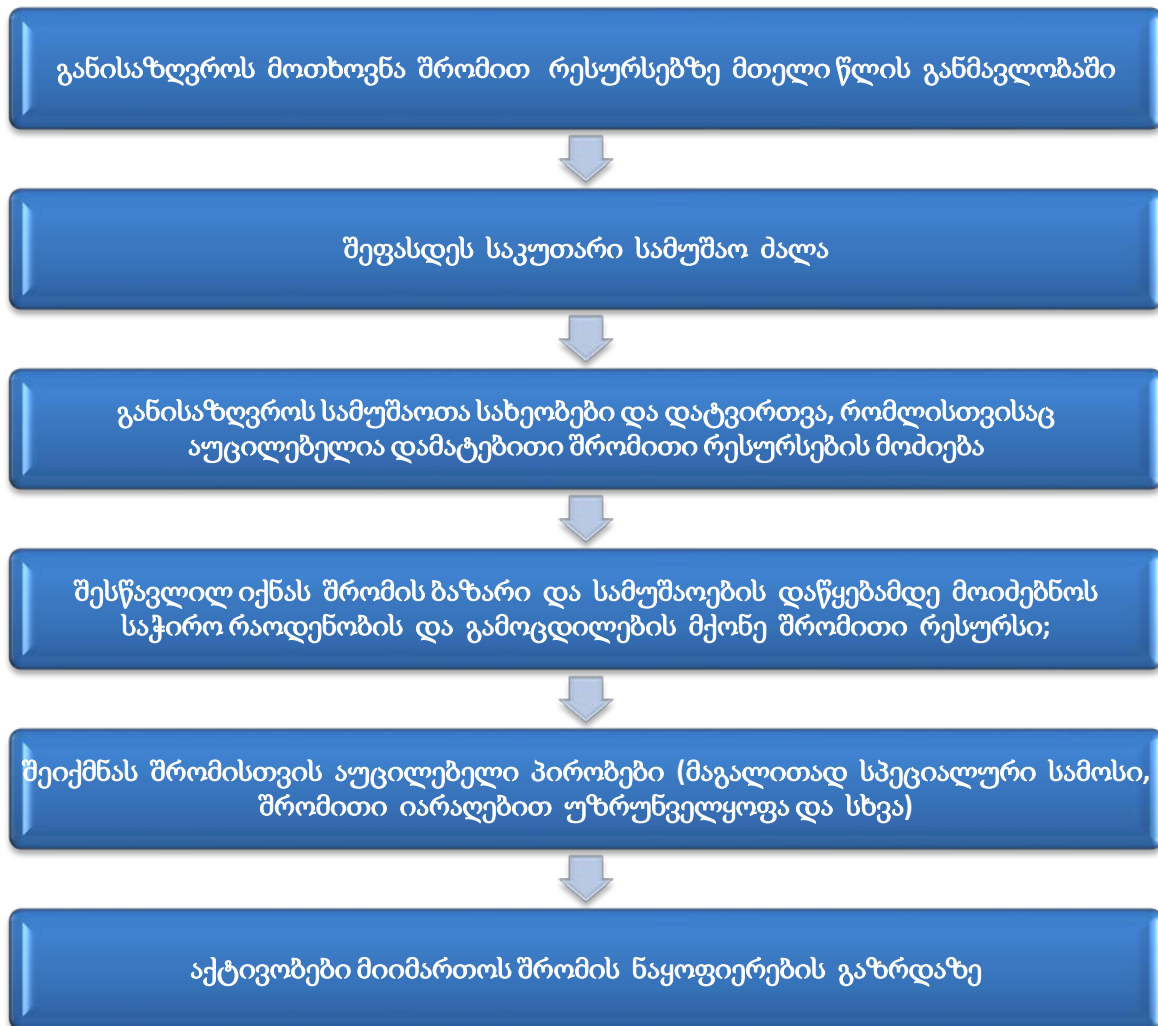 განისაზღვროს მოთხოვნა შრომით რესურსებზე მთელი წლის განმავლობაში
შეფასდეს საკუთარი სამუშაო ძალა
განისაზღვროს სამუშაოთა სახეობები და დატვირთვა, რომლისთვისაც
აუცილებელია დამატებითი შრომითი რესურსების მოძიება
შესწავლილ იქნას შრომის ბაზარი და სამუშაოების დაწყებამდე მოიძებნოს
საჭირო რაოდენობის და გამოცდილების მქონე შრომითი რესურსი;
შეიქმნას შრომისთვის აუცილებელი პირობები (მაგალითად სპეციალური სამოსი,
შრომითი იარაღებით უზრუნველყოფა და სხვა)
აქტივობები მიიმართოს შრომის ნაყოფიერების გაზრდაზე